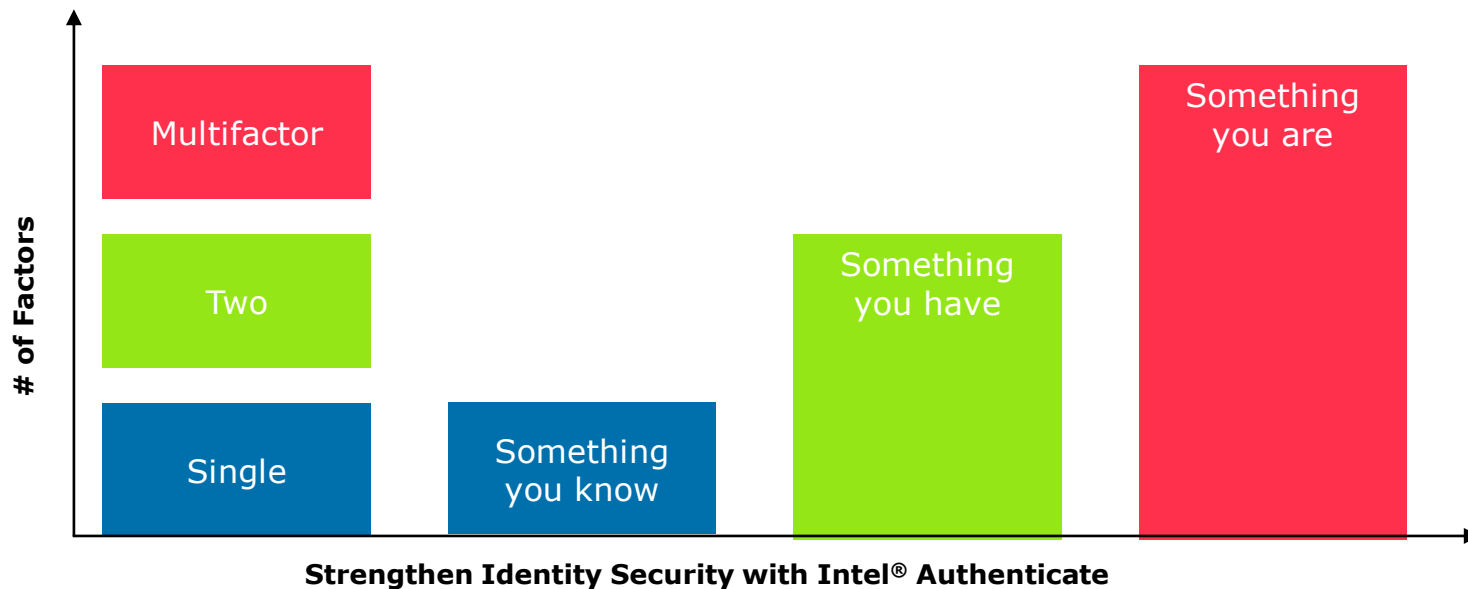 # of Factors
Multifactor
Two
Single
Something
you know
Something
you have
Something
you are
Strengthen Identity Security with Intel® Authenticate